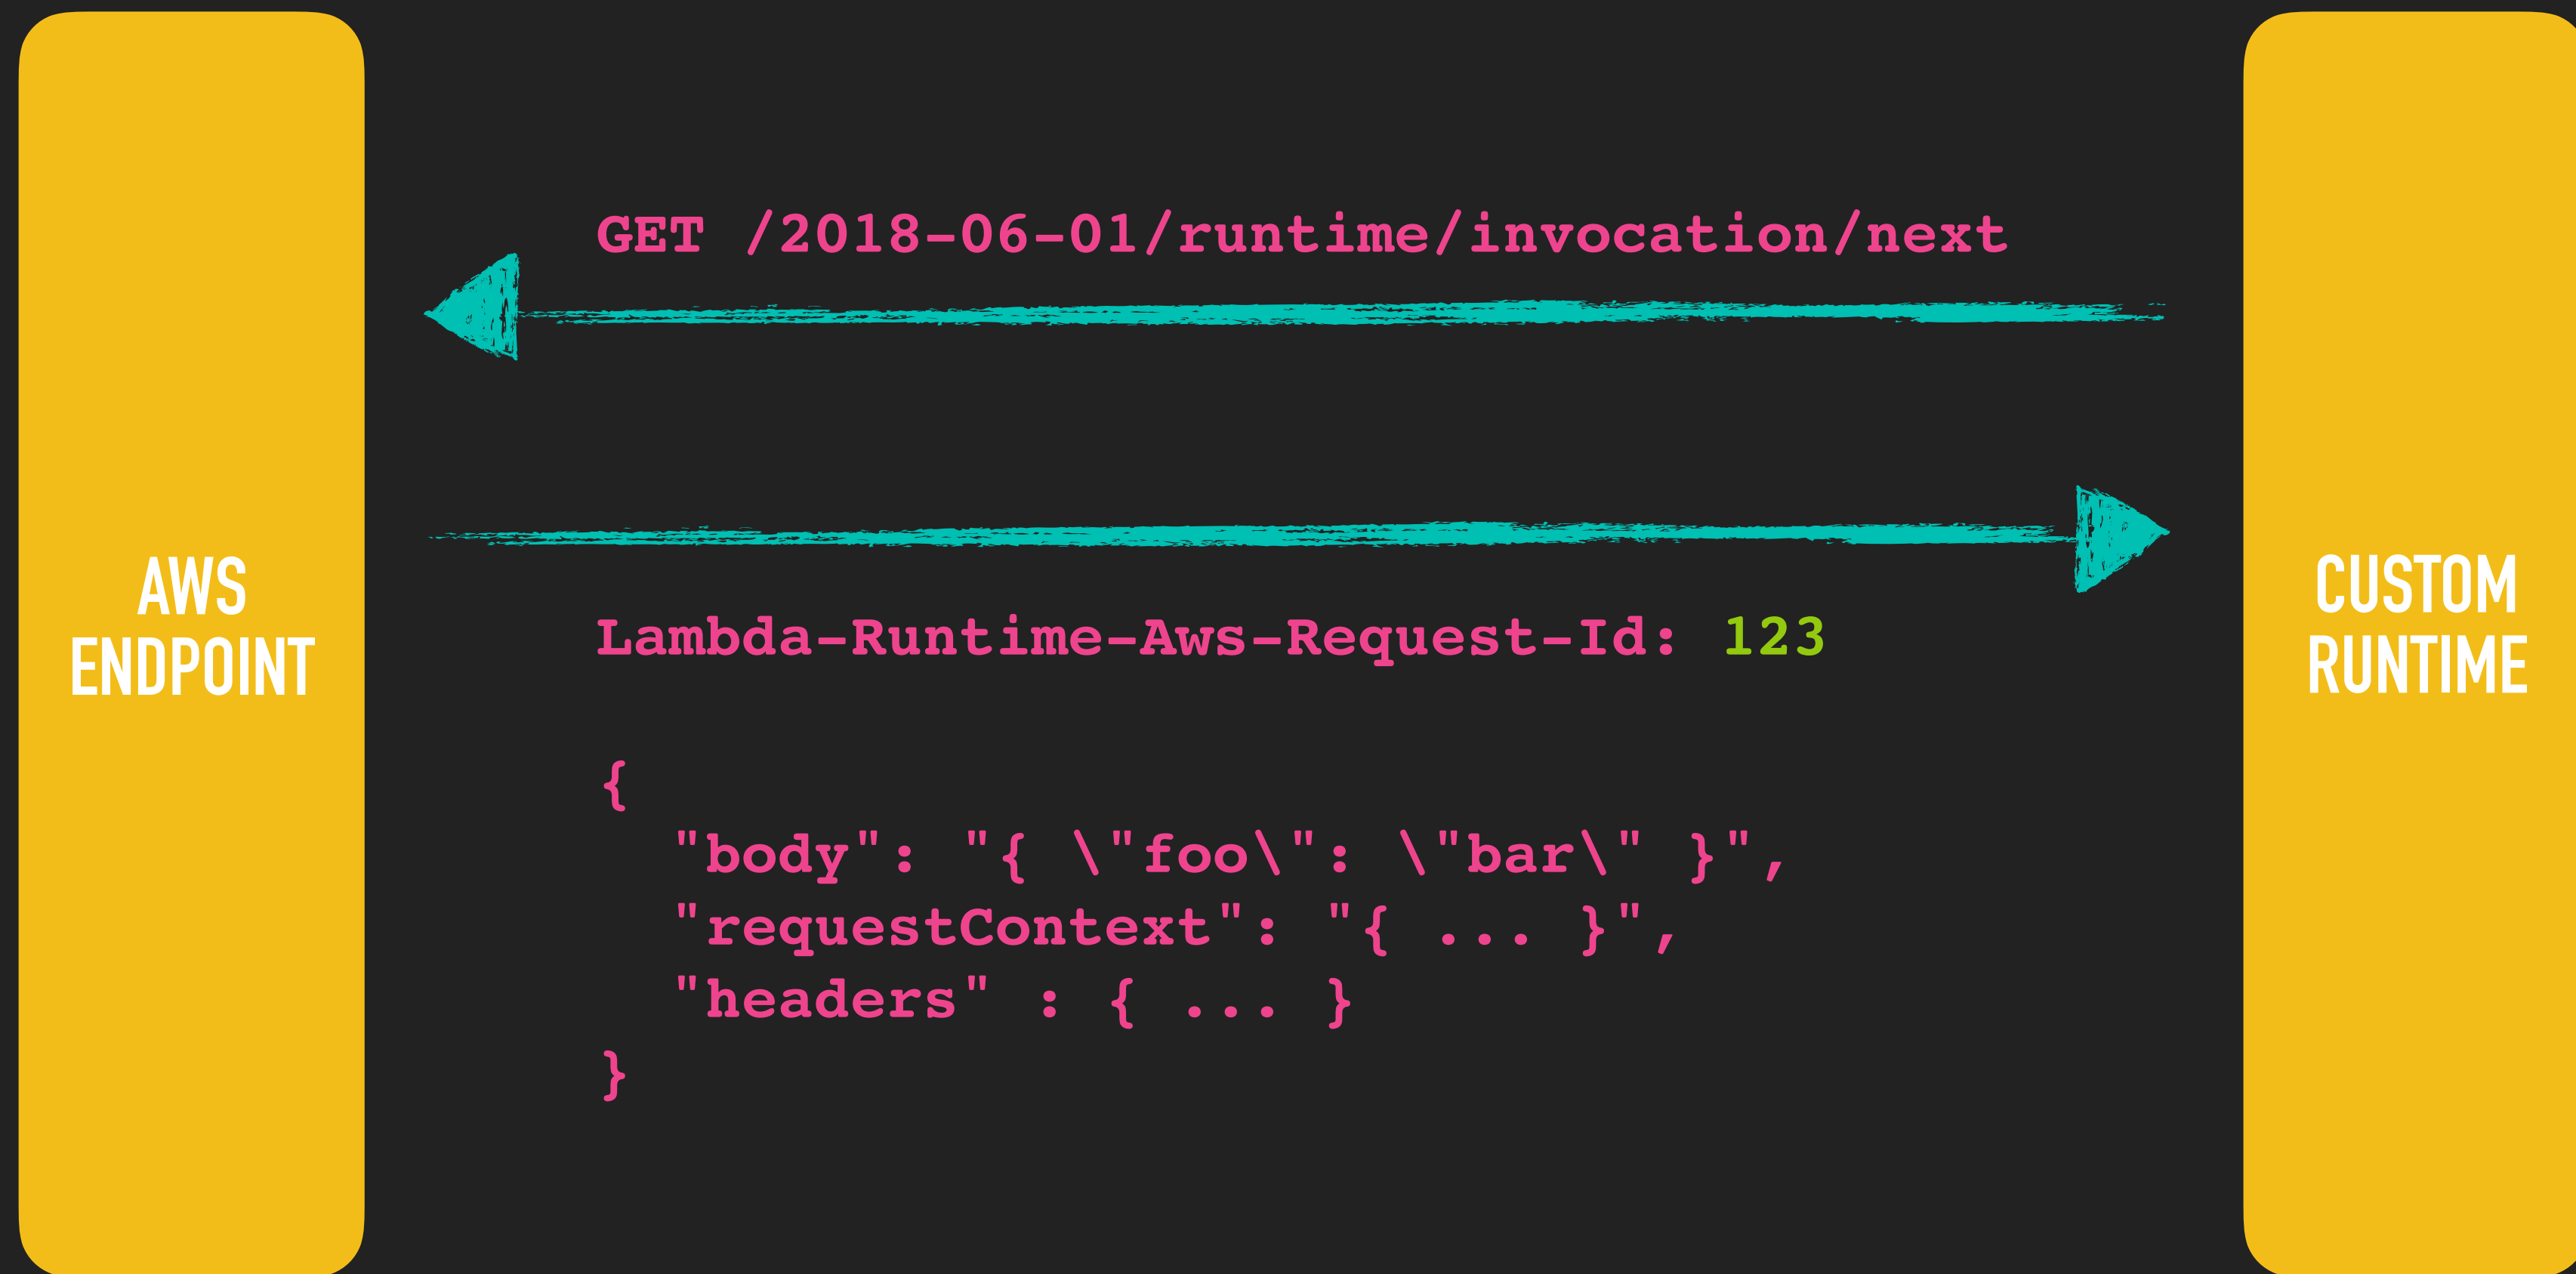 GET /2018-06-01/runtime/invocation/next
AWS
ENDPOINT
CUSTOM
RUNTIME
Lambda-Runtime-Aws-Request-Id: 123
{
  "body": "{ \"foo\": \"bar\" }",
  "requestContext": "{ ... }",
  "headers" : { ... }
}